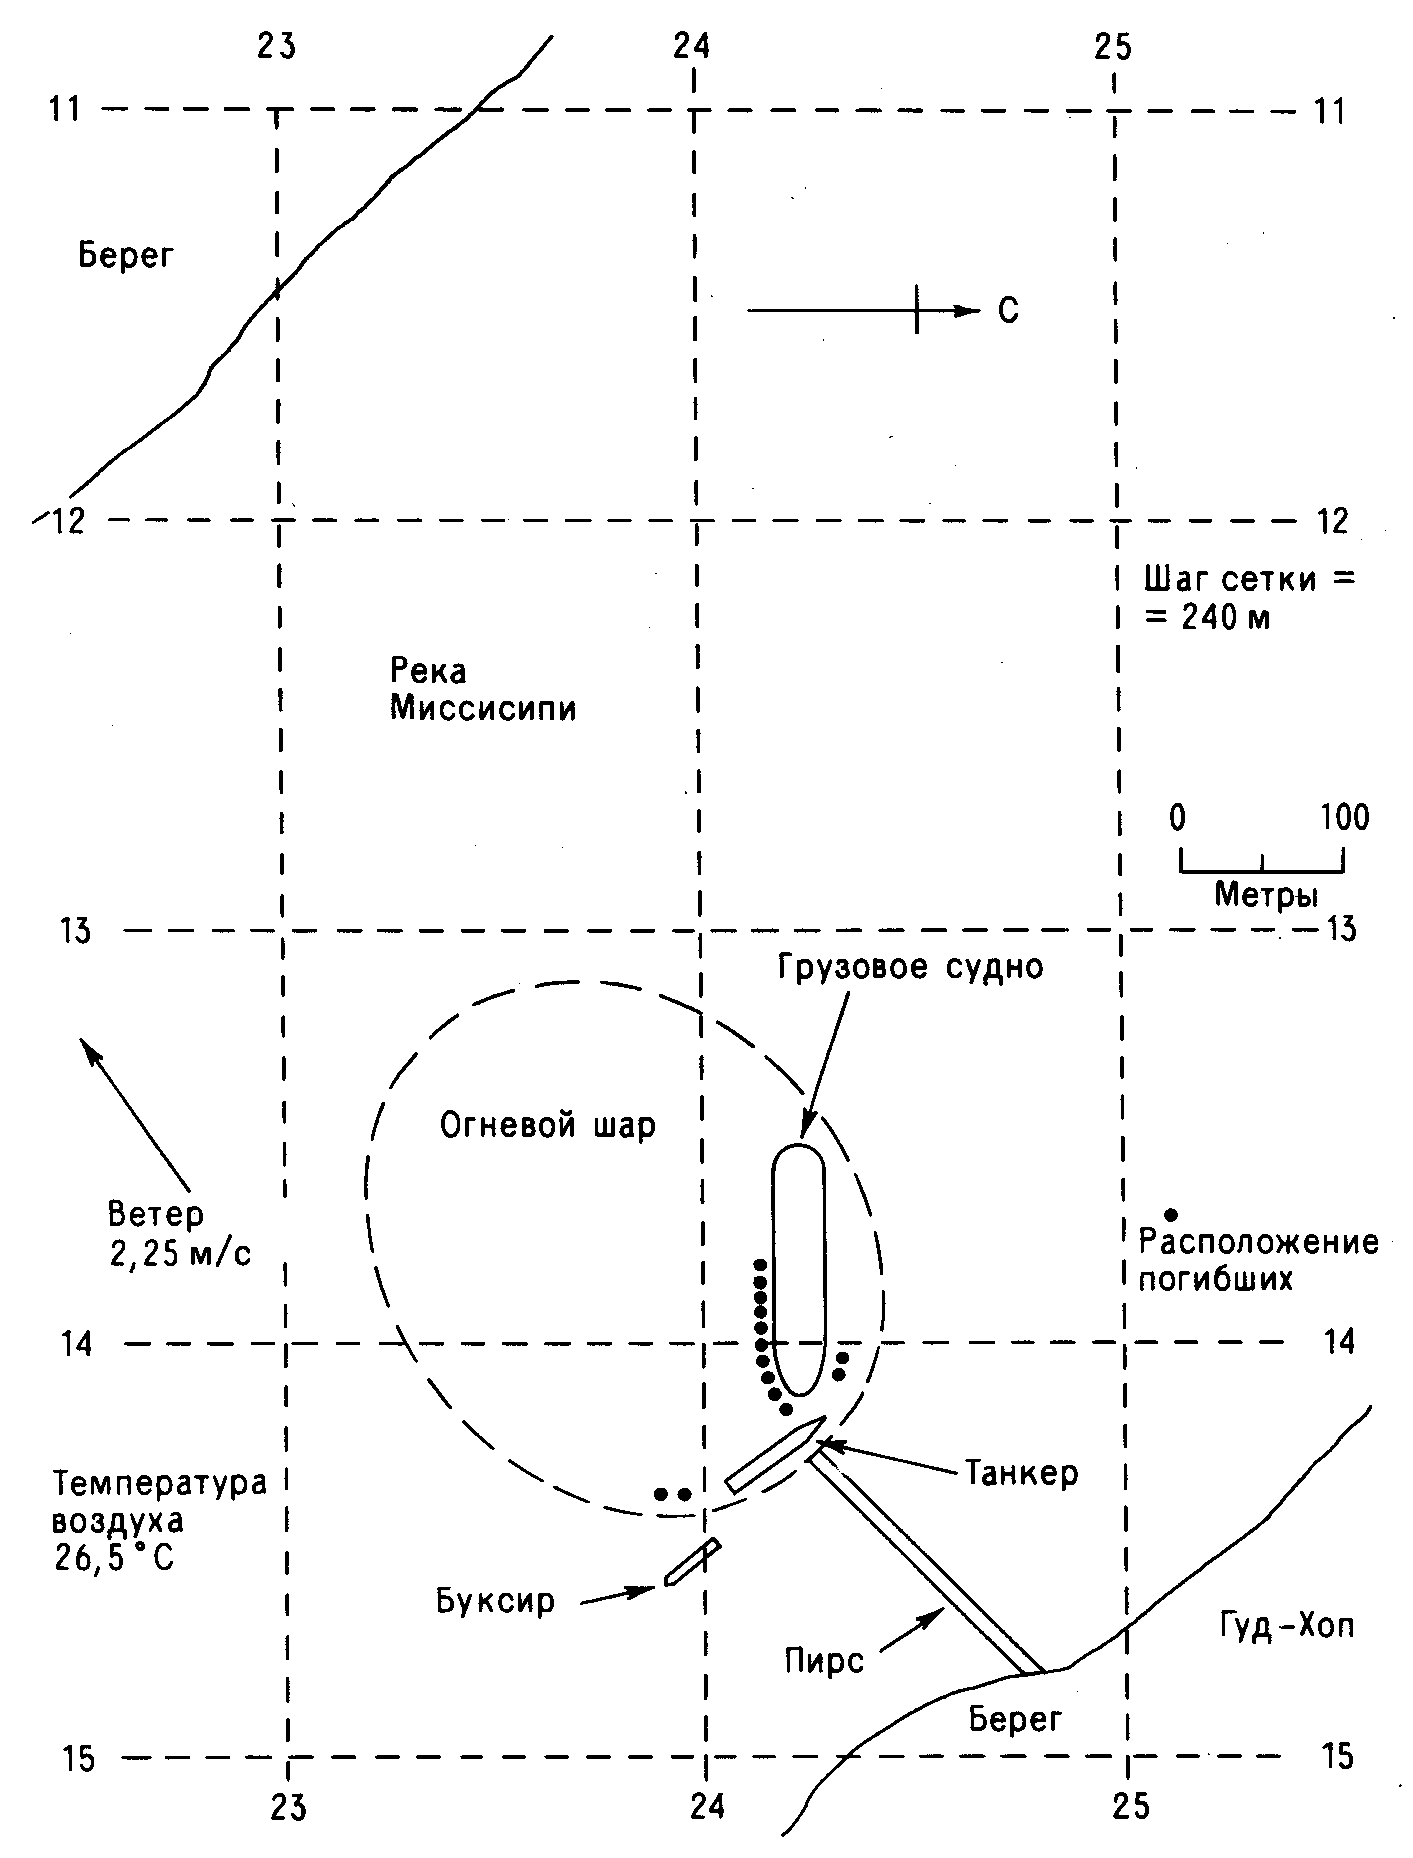 23 24 25
11 11
Берег
С
12 12
Шаг сетки =
= 240 м
Река
Миссисипи
0 100
Метры
13 13
Грузовое судно
Огневой шар
Ветер
2,25 м/с
Расположение
погибших
14 14
Танкер
Температура
воздуха
26,5°С
Буксир
Гуд-Хоп
Пирс
Берег
15 15
23 24 25